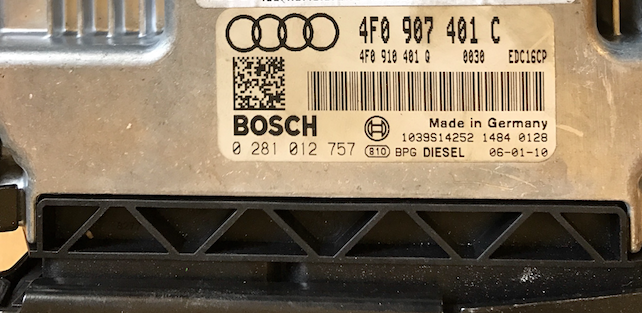 4F0 907 401 C
4F0 910 401 Q 0030 EDC16CP
BOSCH
Made in Germany
1039S14252 1484 0128
0 281 012 757 810 BPG DIESEL 06-01-10